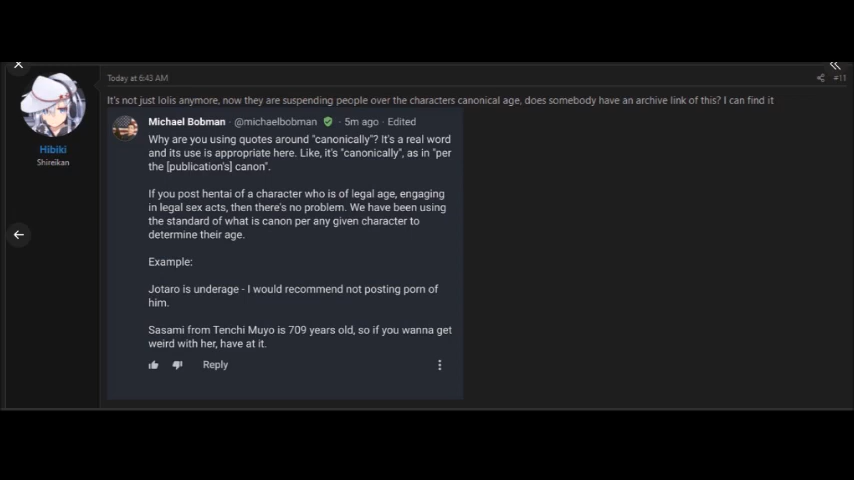 Today at 6:43 AM
#11
It's not just lolis anymore, now they are suspending people over the characters canonical age, does somebody have an archive link of this? I can find it
Hibiki
Shireikan
Michael Bobman · @michaelbobman · 5m ago · Edited
Why are you using quotes around "canonically"? It's a real word
and its use is appropriate here. Like, it's "canonically", as in "per
the [publication's] canon".
If you post hentai of a character who is of legal age, engaging
in legal sex acts, then there's no problem. We have been using
the standard of what is canon per any given character to
determine their age.
Example:
Jotaro is underage - I would recommend not posting porn of
him.
Sasami from Tenchi Muyo is 709 years old, so if you wanna get
weird with her, have at it.
Reply